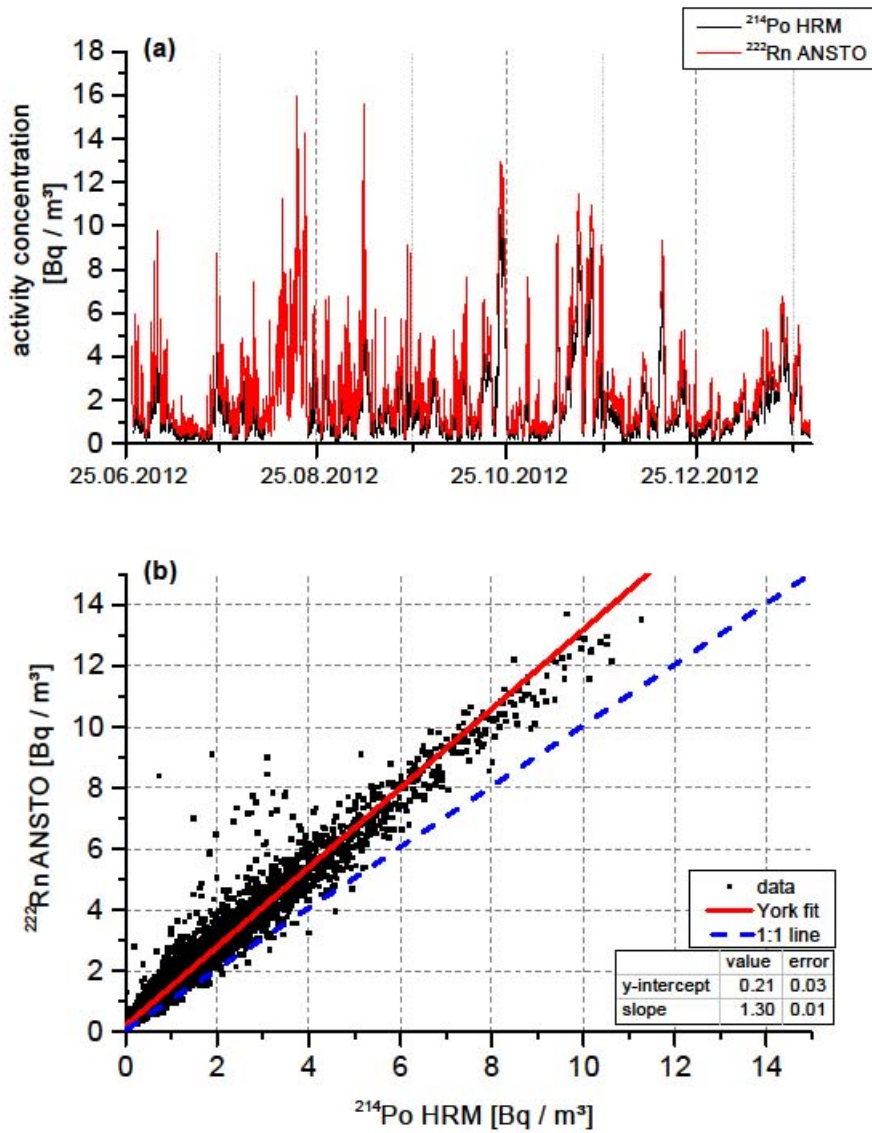 (a)
²¹⁴Po HRM
²²²Rn ANSTO
activity concentration
[Bq / m³]
18
16
14
12
10
8
6
4
2
0
25.06.2012 25.08.2012 25.10.2012 25.12.2012
(b)
²²²Rn ANSTO [Bq / m³]
14
12
10
8
6
4
2
0
data
York fit
1:1 line
value error
y-intercept 0.21 0.03
slope 1.30 0.01
0 2 4 6 8 10 12 14
²¹⁴Po HRM [Bq / m³]